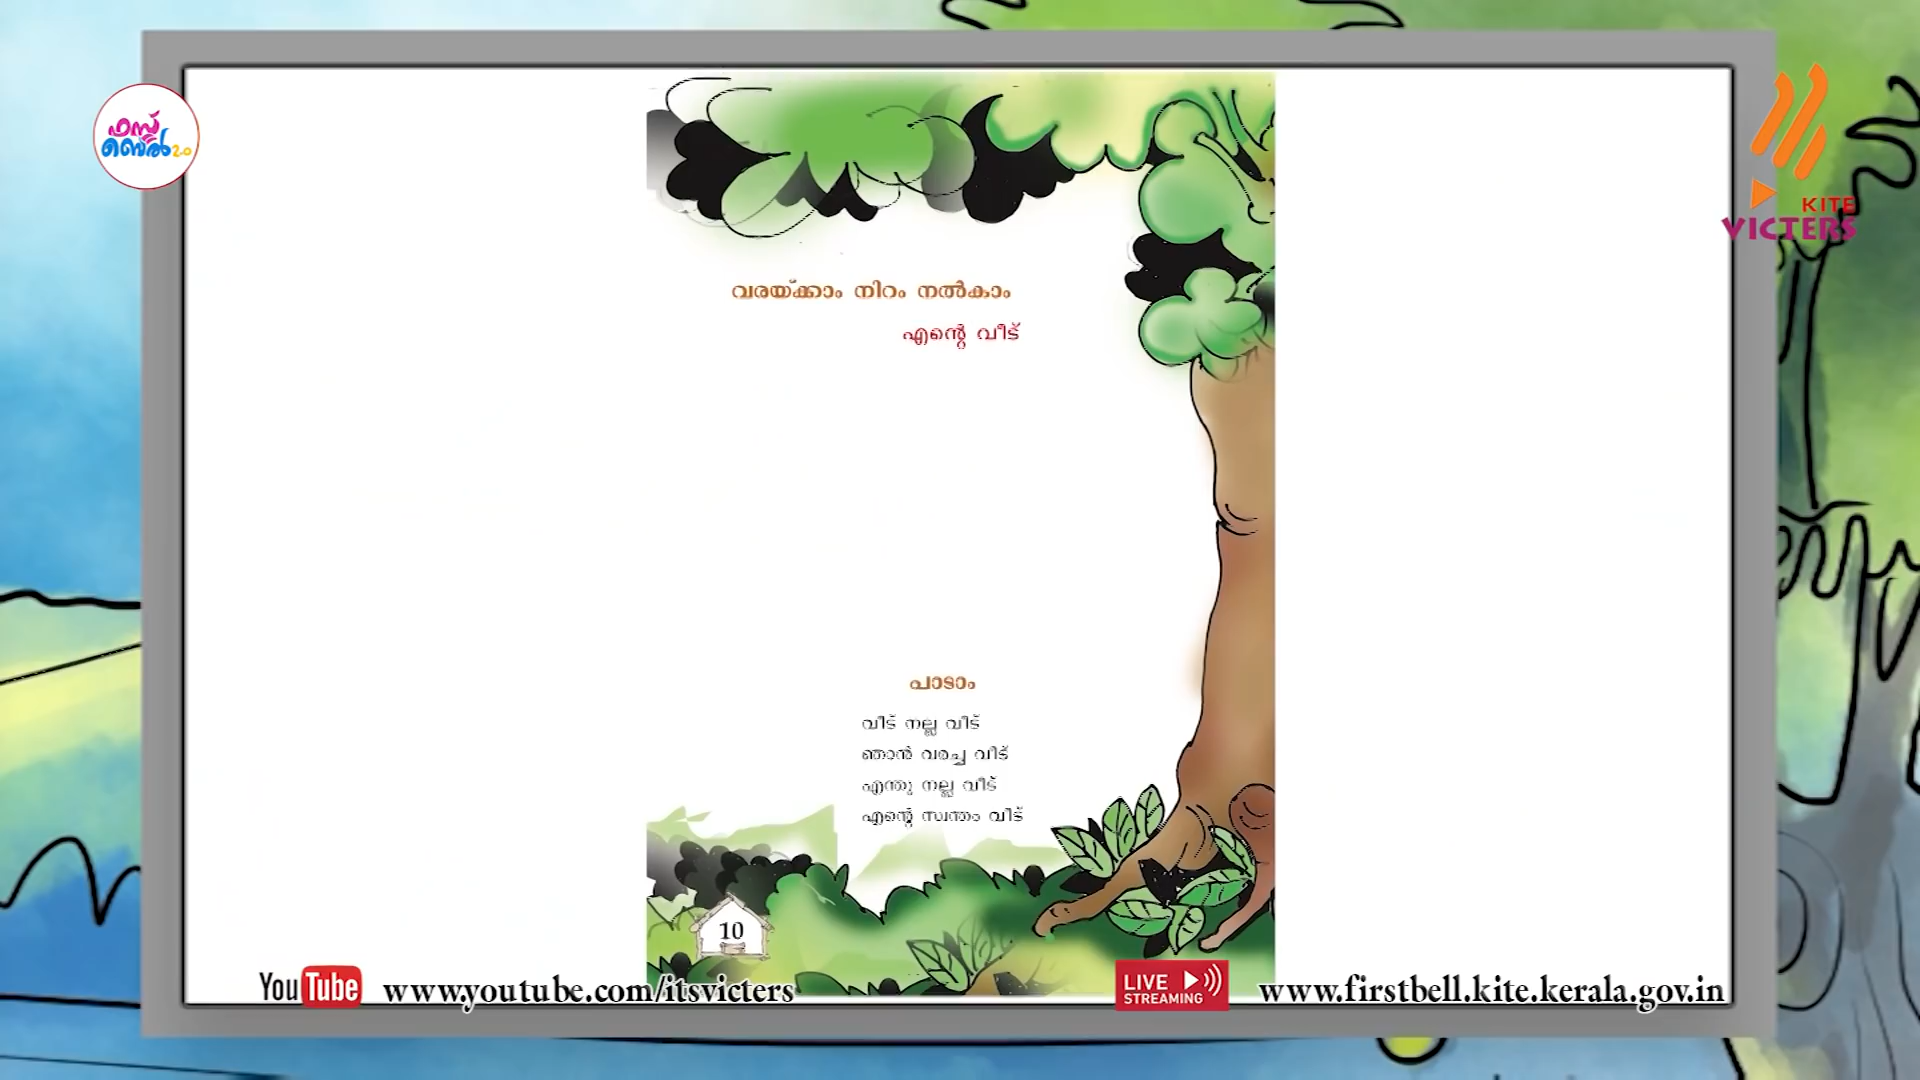 ഫസ്റ്റ്
ബെൽ 2.0
KITE
VICTERS
വരയ്ക്കാം നിറം നൽകാം
എന്റെ വീട്
പാടാം
വീട് നല്ല വീട്
ഞാൻ വരച്ച വീട്
എന്തു നല്ല വീട്
എന്റെ സ്വന്തം വീട്
10
YouTube www.youtube.com/itsvicters
LIVE STREAMING www.firstbell.kite.kerala.gov.in